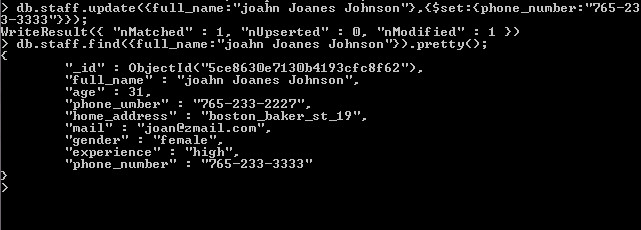 > db.staff.update({full_name:"joahn Joanes Johnson"},{$set:{phone_number:"765-23
3-3333"}});
WriteResult({ "nMatched" : 1, "nUpserted" : 0, "nModified" : 1 })
> db.staff.find({full_name:"joahn Joanes Johnson"}).pretty();
{
        "_id" : ObjectId("5ce8630e7130b4193cfc8f62"),
        "full_name" : "joahn Joanes Johnson",
        "age" : 31,
        "phone_umber" : "765-233-2227",
        "home_address" : "boston_baker_st_19",
        "mail" : "joan@zmail.com",
        "gender" : "female",
        "experience" : "high",
        "phone_number" : "765-233-3333"
}
>